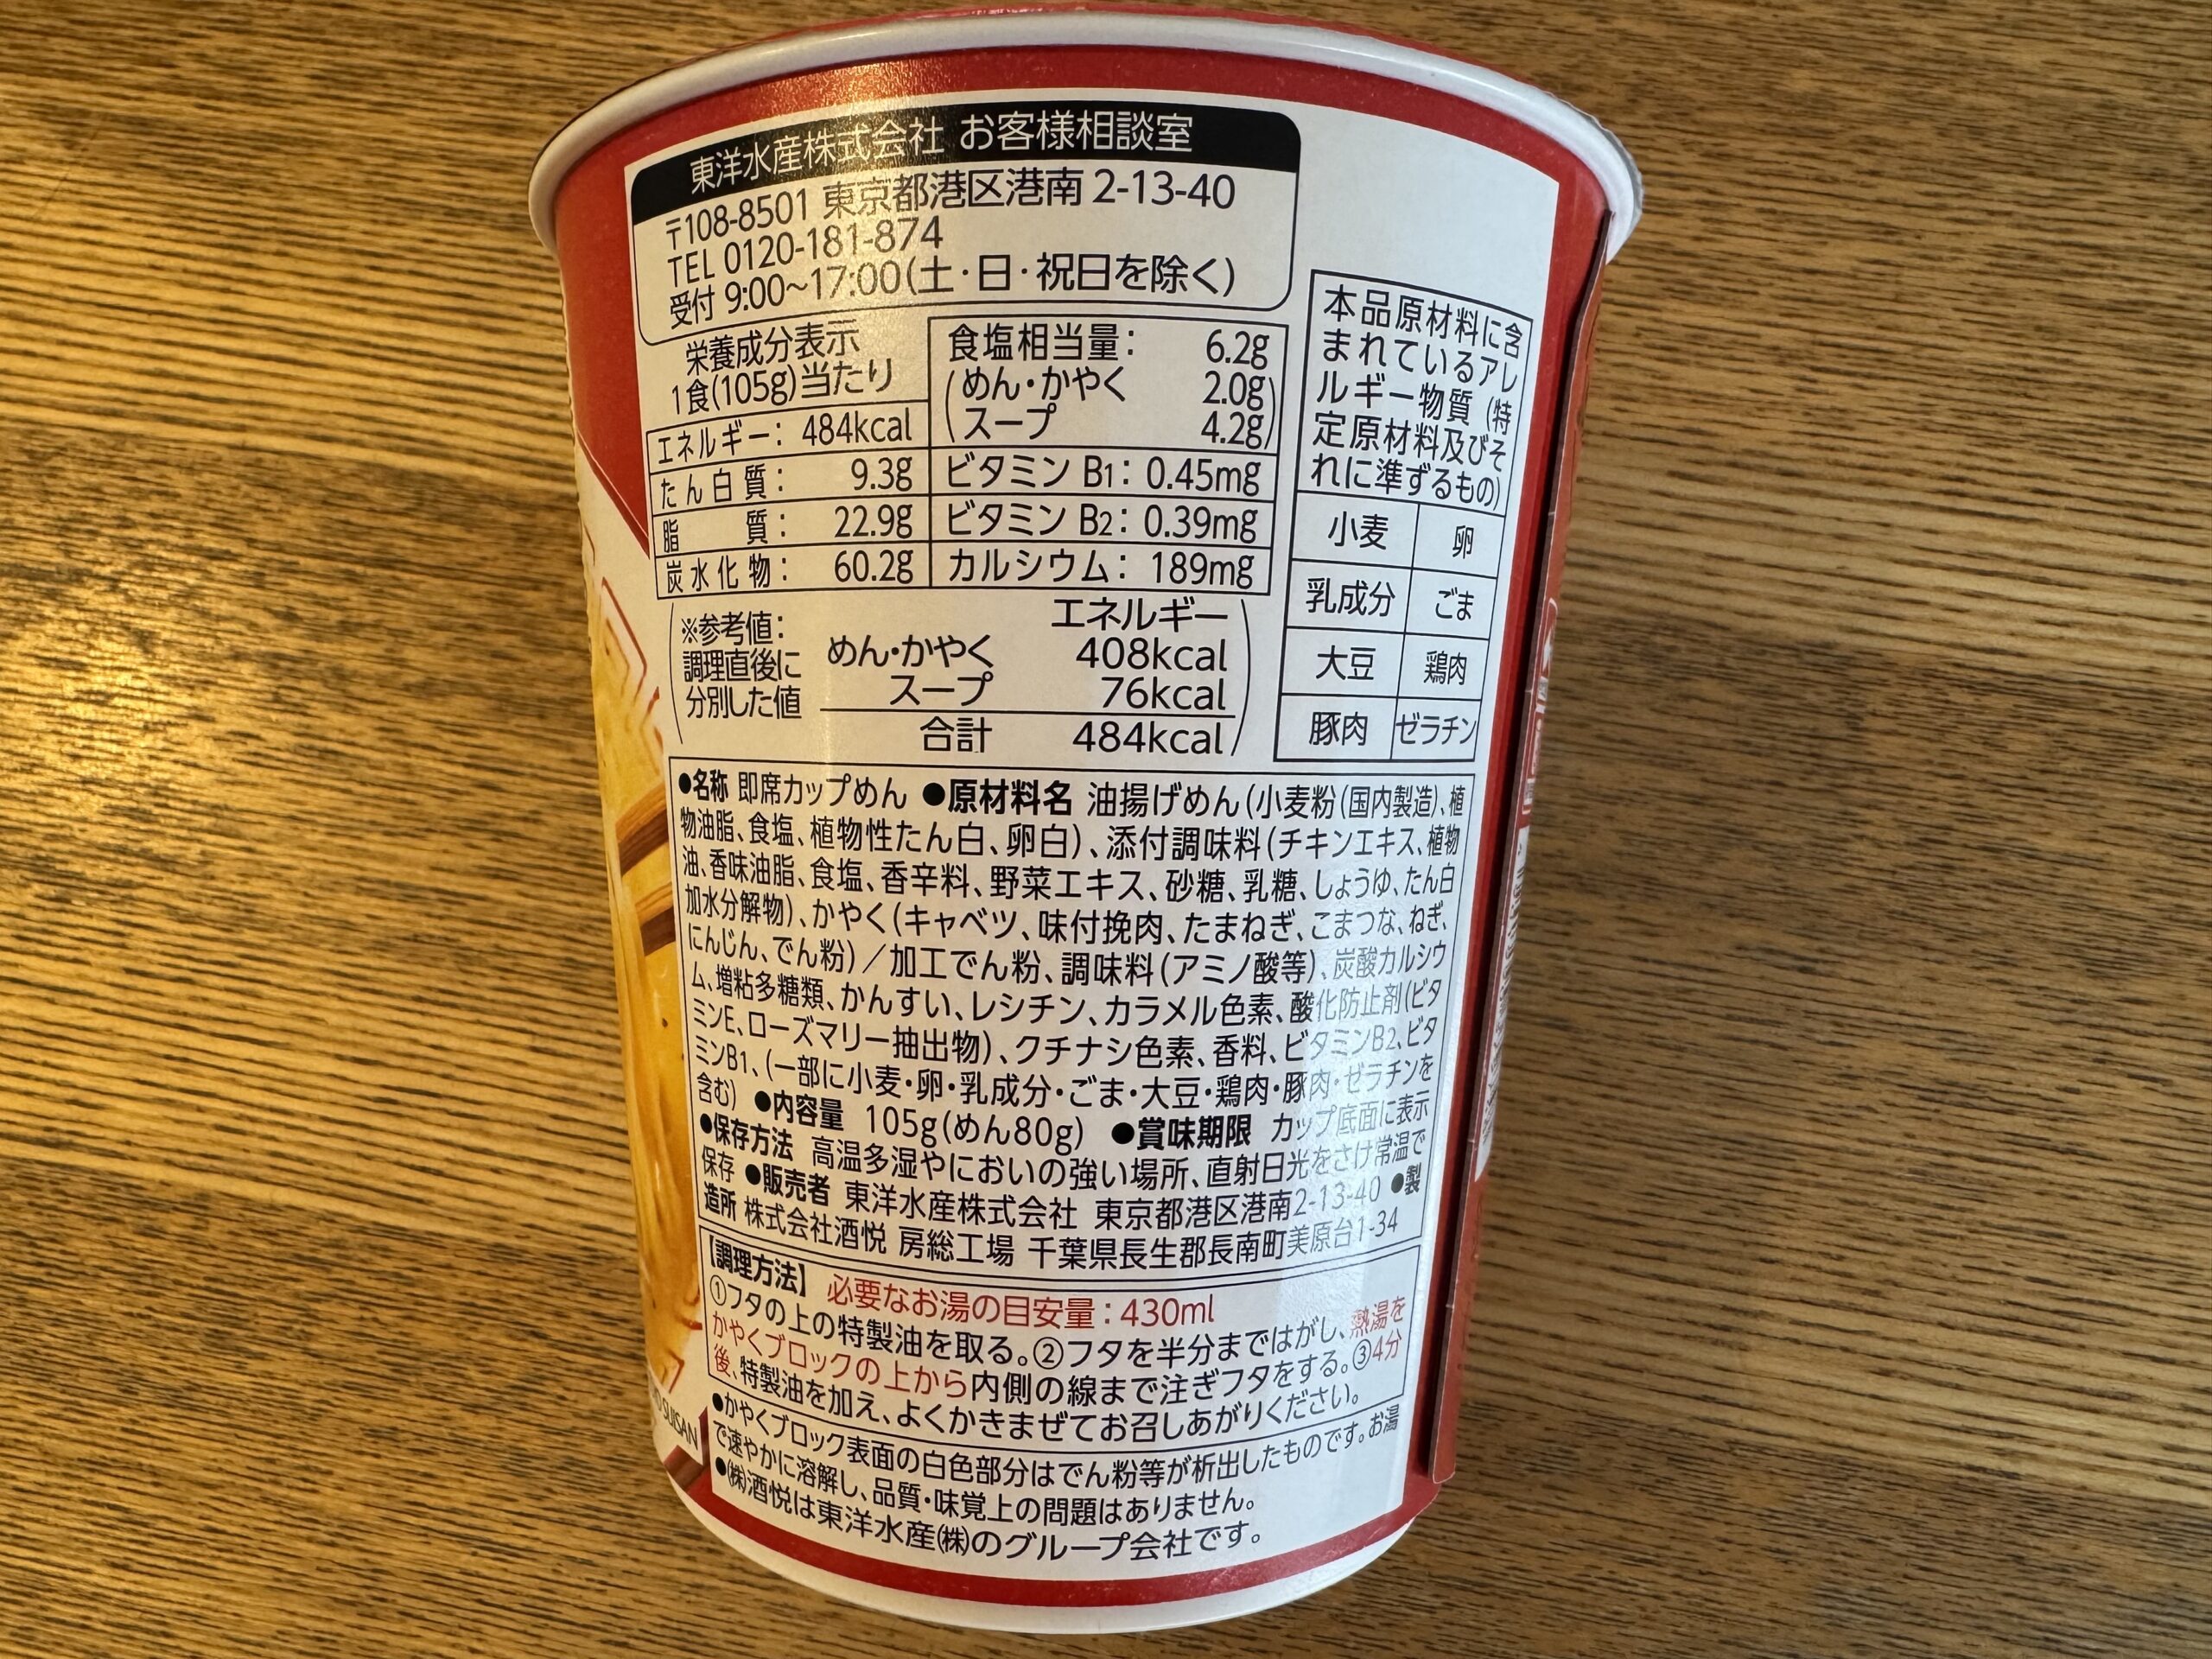 東洋水産株式会社 お客様相談室
〒108-8501 東京都港区港南2-13-40
TEL 0120-181-874
受付 9:00~17:00(土・日・祝日を除く)
栄養成分表示
1食(105g)当たり
エネルギー: 484kcal
たん白質: 9.3g
脂 質: 22.9g
炭水化物: 60.2g
食塩相当量: 6.2g
(めん・かやく 2.0g)
(スープ 4.2g)
ビタミン B1: 0.45mg
ビタミン B2: 0.39mg
カルシウム: 189mg
※参考値:
調理直後に
分別した値
エネルギー
めん・かやく 408kcal
スープ 76kcal
合計 484kcal
本品原材料に含
まれているアレ
ルギー物質(特
定原材料及びそ
れに準ずるもの)
小麦 卵
乳成分 ごま
大豆 鶏肉
豚肉 ゼラチン
●名称 即席カップめん ●原材料名 油揚げめん(小麦粉(国内製造)、植
物油脂、食塩、植物性たん白、卵白)、添付調味料(チキンエキス、植物
油、香味油脂、食塩、香辛料、野菜エキス、砂糖、乳糖、しょうゆ、たん白
加水分解物)、かやく(キャベツ、味付挽肉、たまねぎ、こまつな、ねぎ、
にんじん、でん粉)/加工でん粉、調味料(アミノ酸等)、炭酸カルシウ
ム、増粘多糖類、かんすい、レシチン、カラメル色素、酸化防止剤(ビタ
ミンE、ローズマリー抽出物)、クチナシ色素、香料、ビタミンB2、ビタ
ミンB1、(一部に小麦・卵・乳成分・ごま・大豆・鶏肉・豚肉・ゼラチンを
含む) ●内容量 105g(めん80g) ●賞味期限 カップ底面に表示
●保存方法 高温多湿やにおいの強い場所、直射日光をさけ常温で
保存 ●販売者 東洋水産株式会社 東京都港区港南2-13-40 ●製
造所 株式会社酒悦 房総工場 千葉県長生郡長南町美原台1-34
【調理方法】 必要なお湯の目安量:430ml
①フタの上の特製油を取る。②フタを半分まではがし、熱湯を
かやくブロックの上から内側の線まで注ぎフタをする。③4分
後、特製油を加え、よくかきまぜてお召しあがりください。
●かやくブロック表面の白色部分はでん粉等が析出したものです。お湯
で速やかに溶解し、品質・味覚上の問題はありません。
●㈱酒悦は東洋水産㈱のグループ会社です。
SUISAN